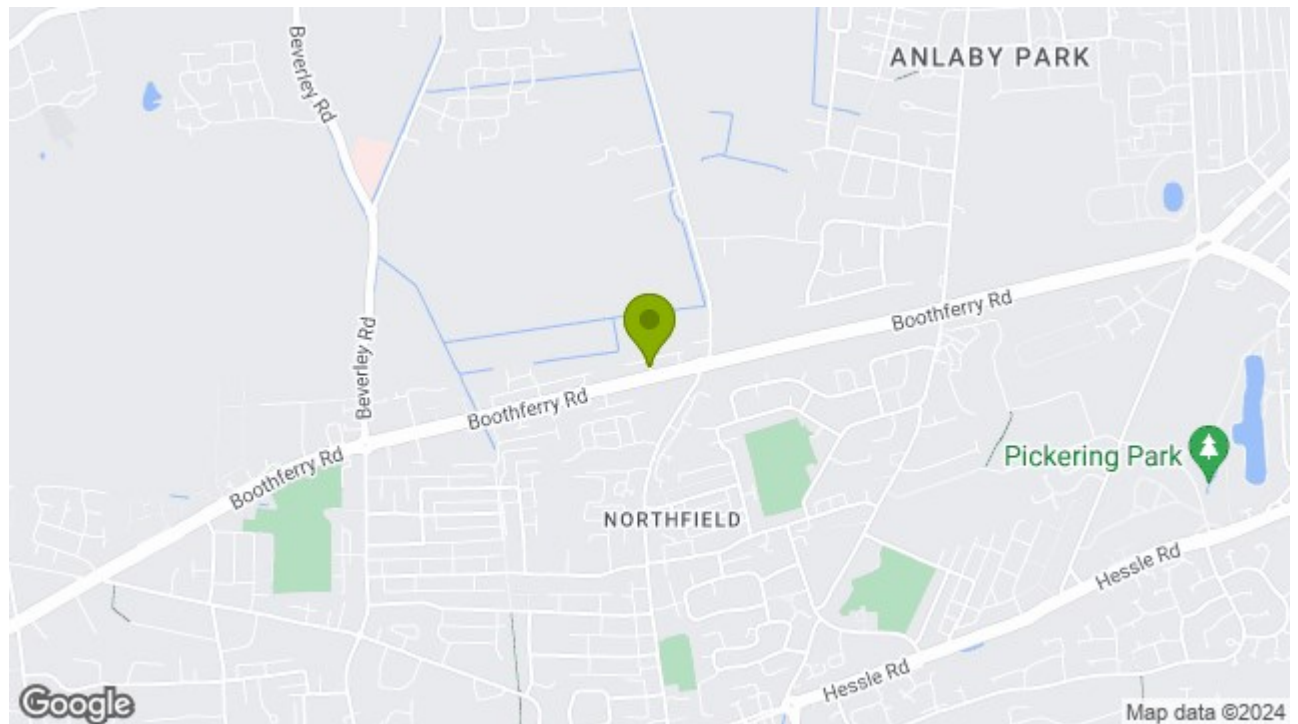 Beverley Rd
ANLABY PARK
Boothferry Rd
Beverley Rd
Boothferry Rd
Boothferry Rd
Pickering Park
NORTHFIELD
Hessle Rd
Hessle Rd
Google
Map data ©2024